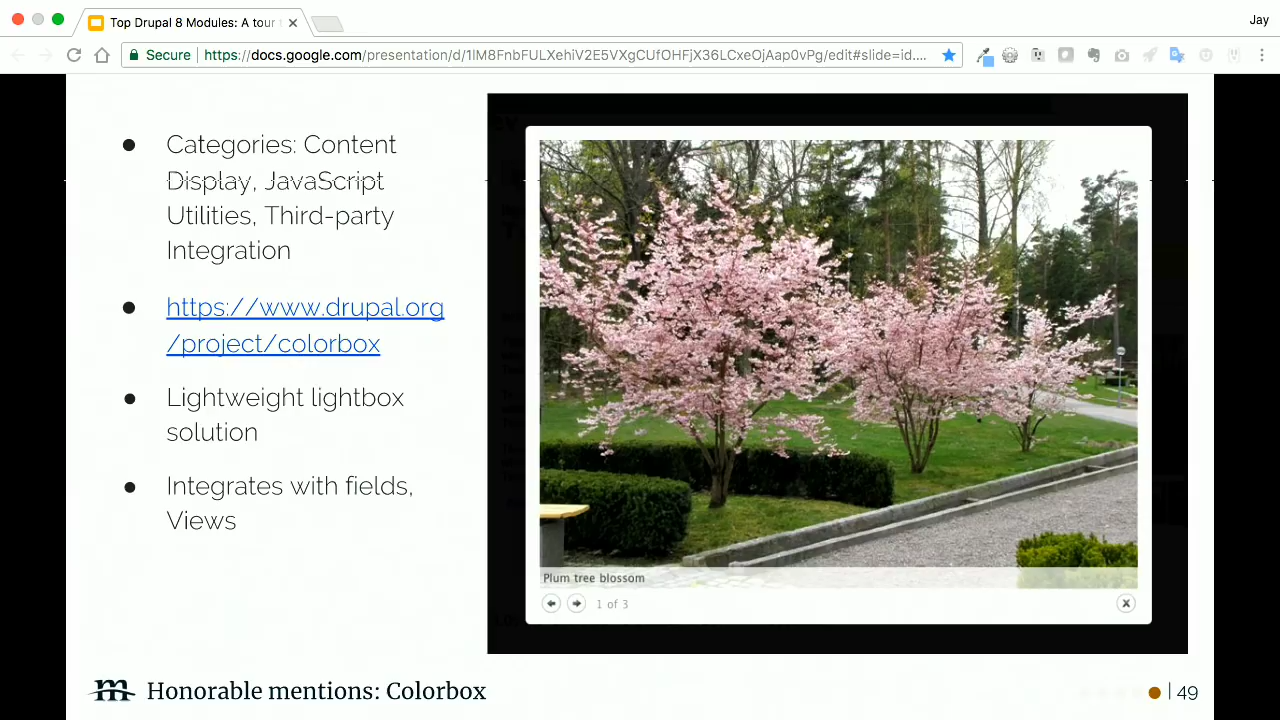 Top Drupal 8 Modules: A tour
Jay
Secure
https://docs.google.com/presentation/d/1lM8FnbFULXehiV2E5VXgCUfOHFjX36LCxeOjAap0vPg/edit#slide=id....
Categories: Content
Display, JavaScript
Utilities, Third-party
Integration
https://www.drupal.org
/project/colorbox
Lightweight lightbox
solution
Integrates with fields,
Views
Plum tree blossom
1 of 3
m Honorable mentions: Colorbox
49